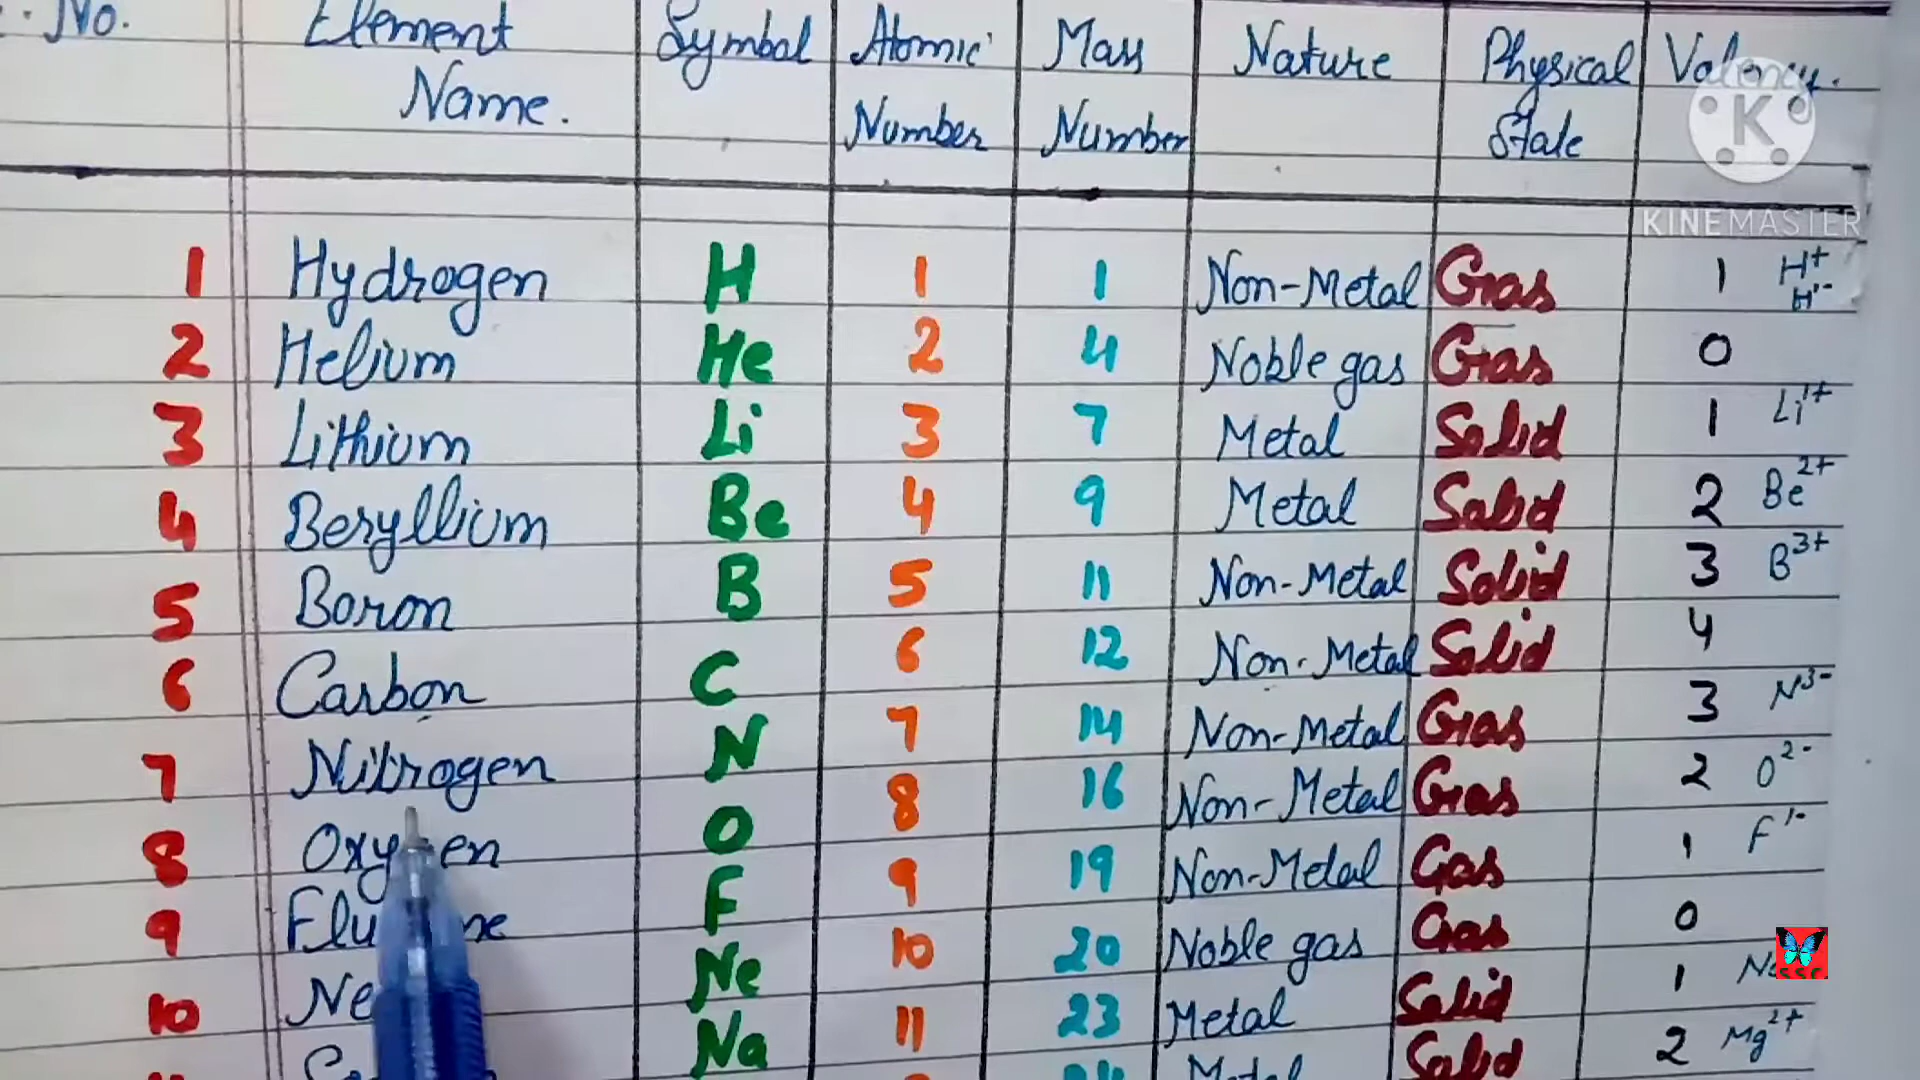 No. Element Name. Symbol Atomic Number Mass Number Nature Physical State Valency.
KINEMASTER
1 Hydrogen H 1 1 Non-Metal Gas 1 H+ H1-
2 Helium He 2 4 Noble gas Gas 0
3 Lithium Li 3 7 Metal Solid 1 Li1+
4 Beryllium Be 4 9 Metal Solid 2 Be2+
5 Boron B 5 11 Non-Metal Solid 3 B3+
6 Carbon C 6 12 Non-Metal Solid 4
7 Nitrogen N 7 14 Non-Metal Gas 3 N3-
8 Oxygen O 8 16 Non-Metal Gas 2 O2-
9 F 9 19 Non-Metal Gas 1 F1-
10 Ne 10 20 Noble gas Gas 0
Na 11 23 Metal Solid 1
Metal Solid 2 Mg2+